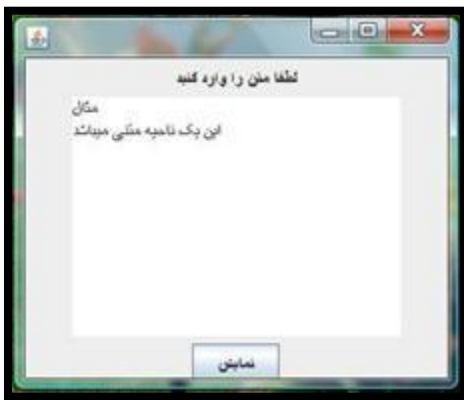 لطفا متن را وارد کنید
مثال
این یک ناحیه متنی میباشد
نمایش